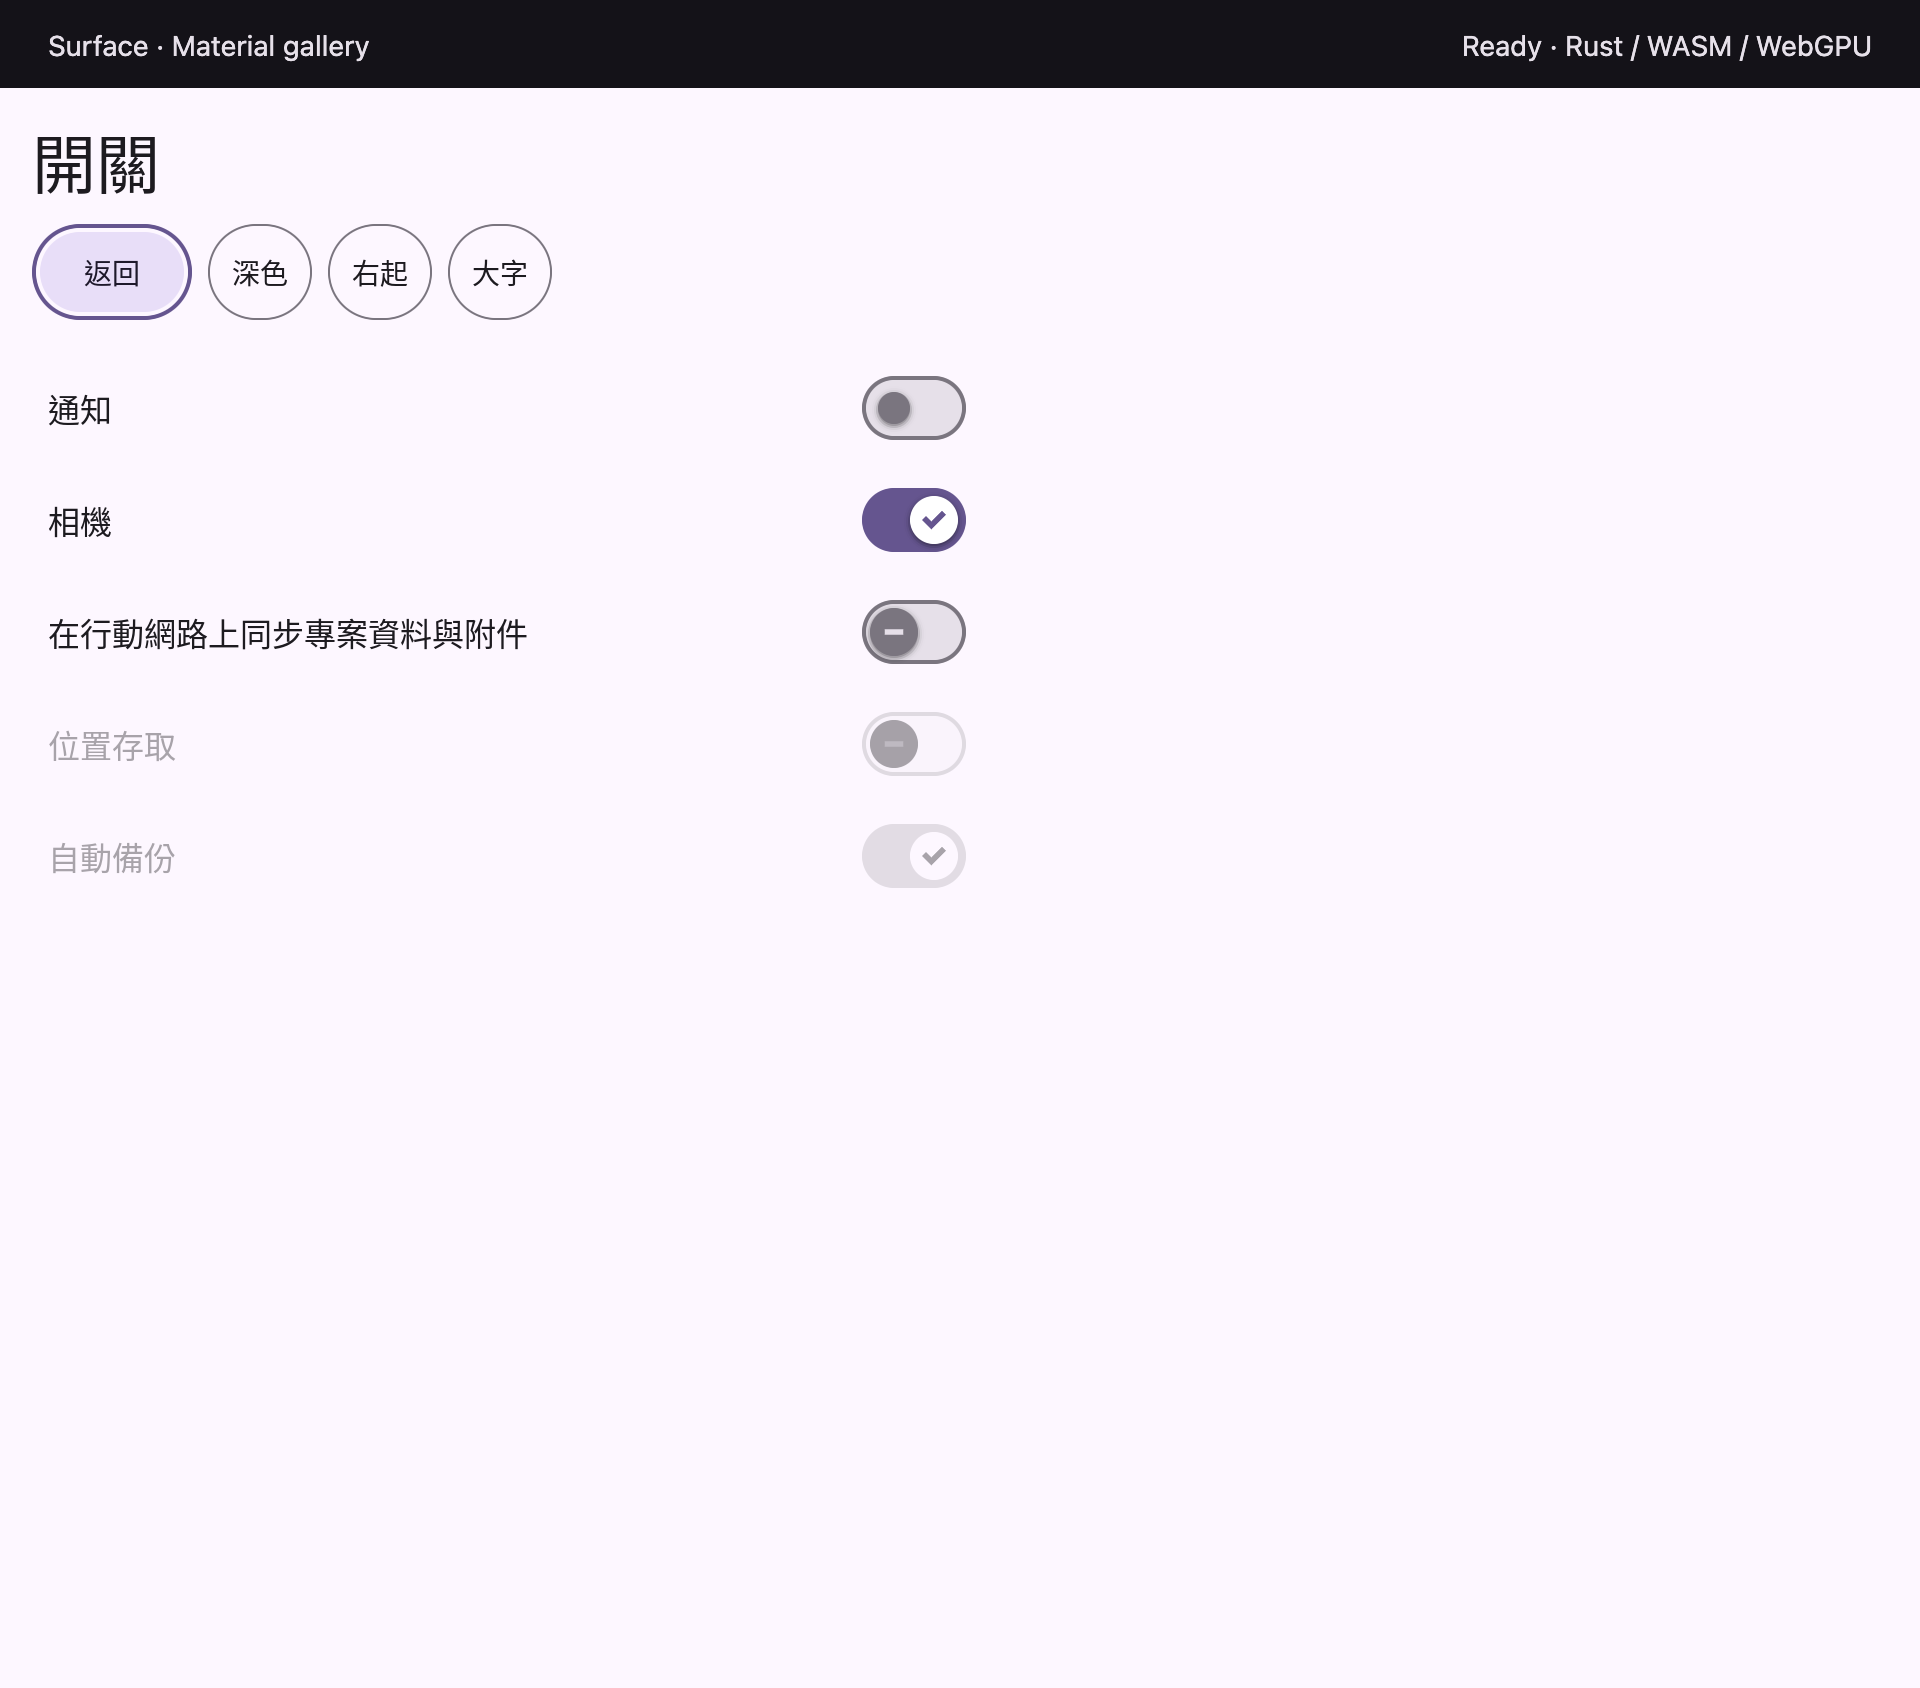 Surface · Material gallery
Ready · Rust / WASM / WebGPU
開關
返回 深色 右起 大字
通知
相機
在行動網路上同步專案資料與附件
位置存取
自動備份